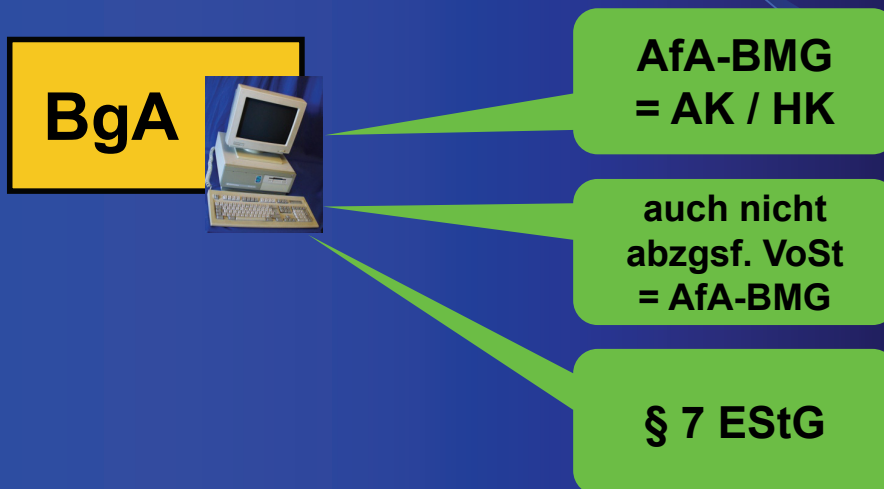 BgA
AfA-BMG
= AK / HK
auch nicht
abzgsf. VoSt
= AfA-BMG
§ 7 EStG